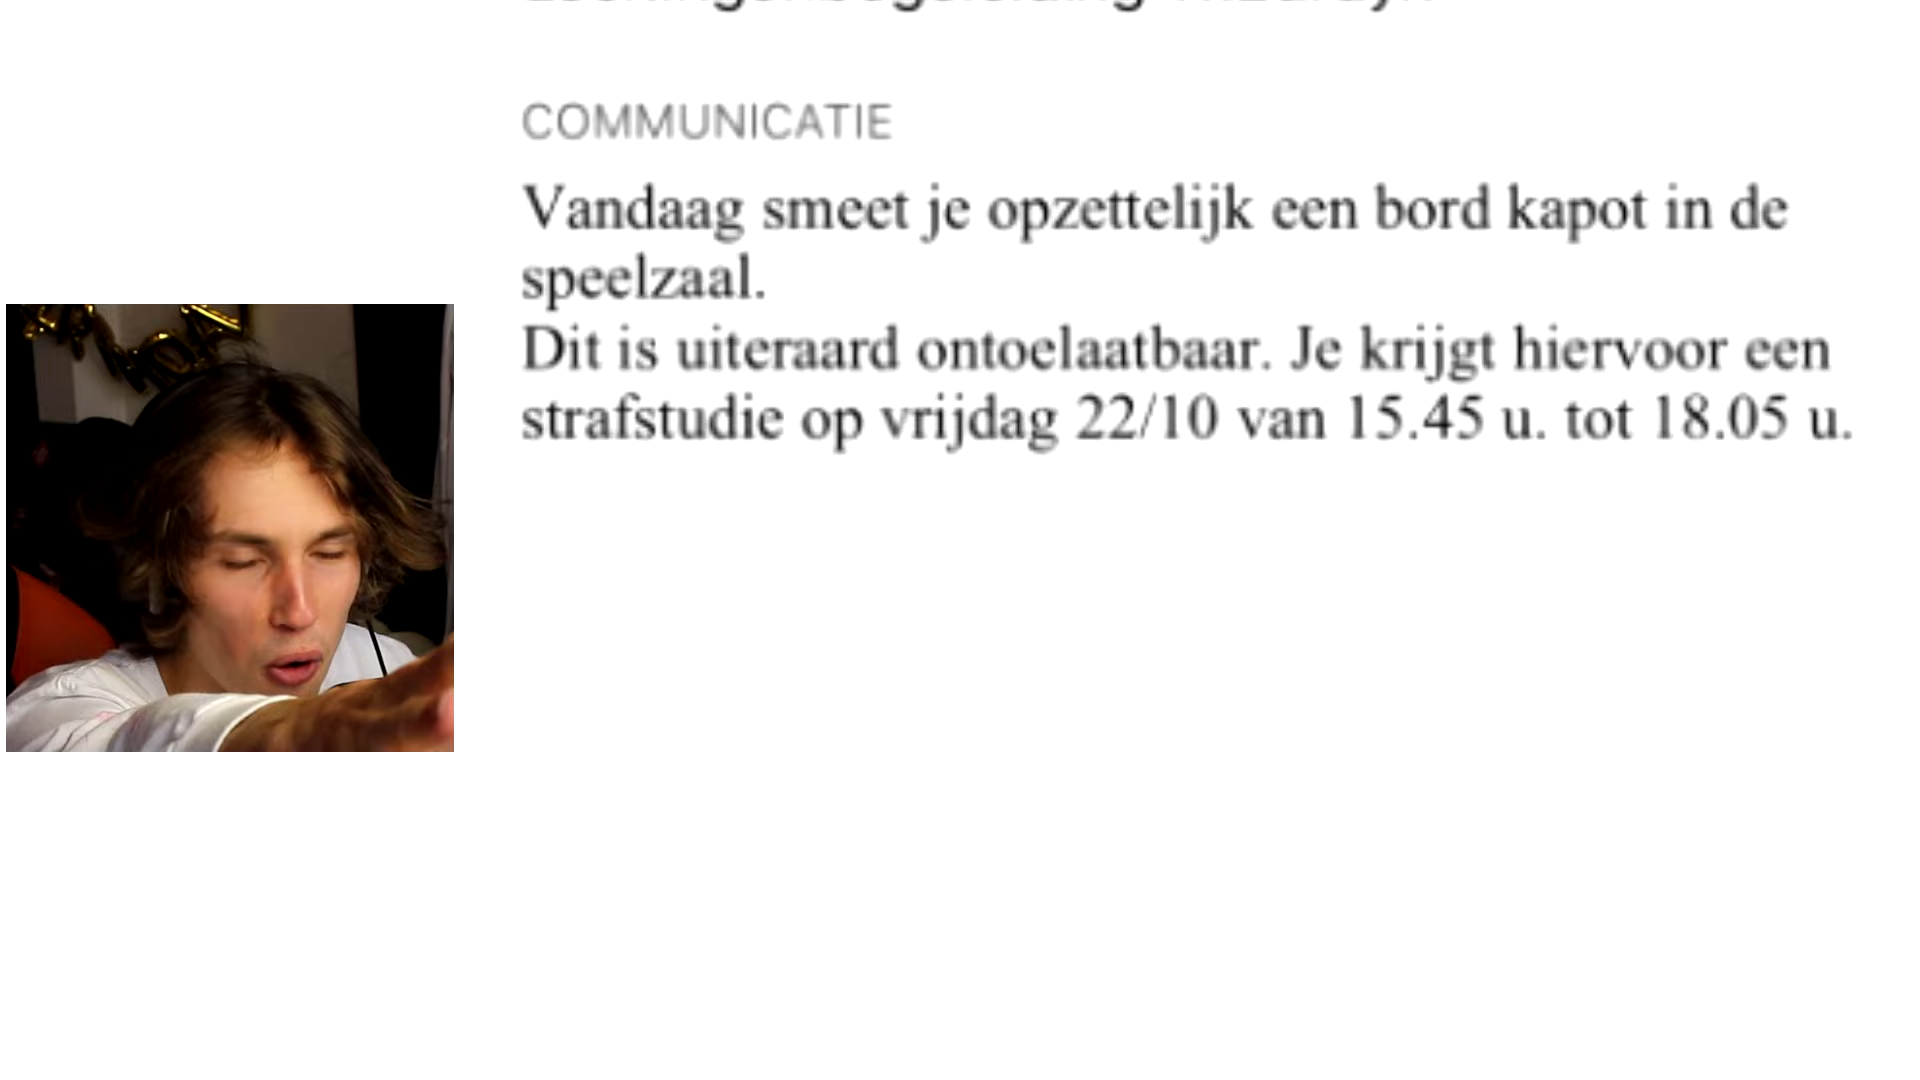 COMMUNICATIE
Vandaag smeet je opzettelijk een bord kapot in de
speelzaal.
Dit is uiteraard ontoelaatbaar. Je krijgt hiervoor een
strafstudie op vrijdag 22/10 van 15.45 u. tot 18.05 u.